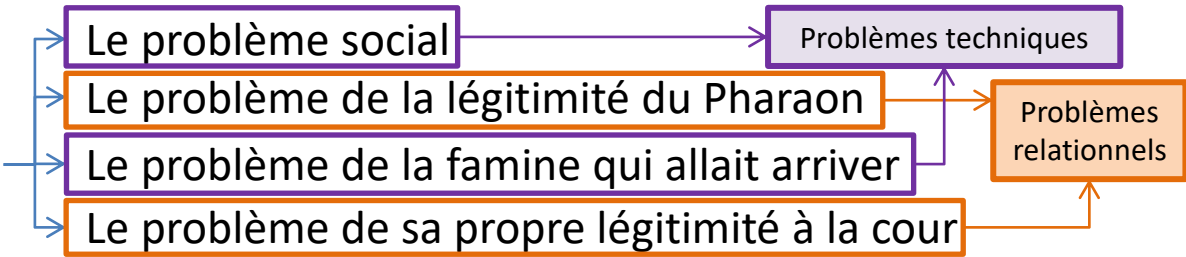 Le problème social
Problèmes techniques
Le problème de la légitimité du Pharaon
Problèmes
relationnels
Le problème de la famine qui allait arriver
Le problème de sa propre légitimité à la cour